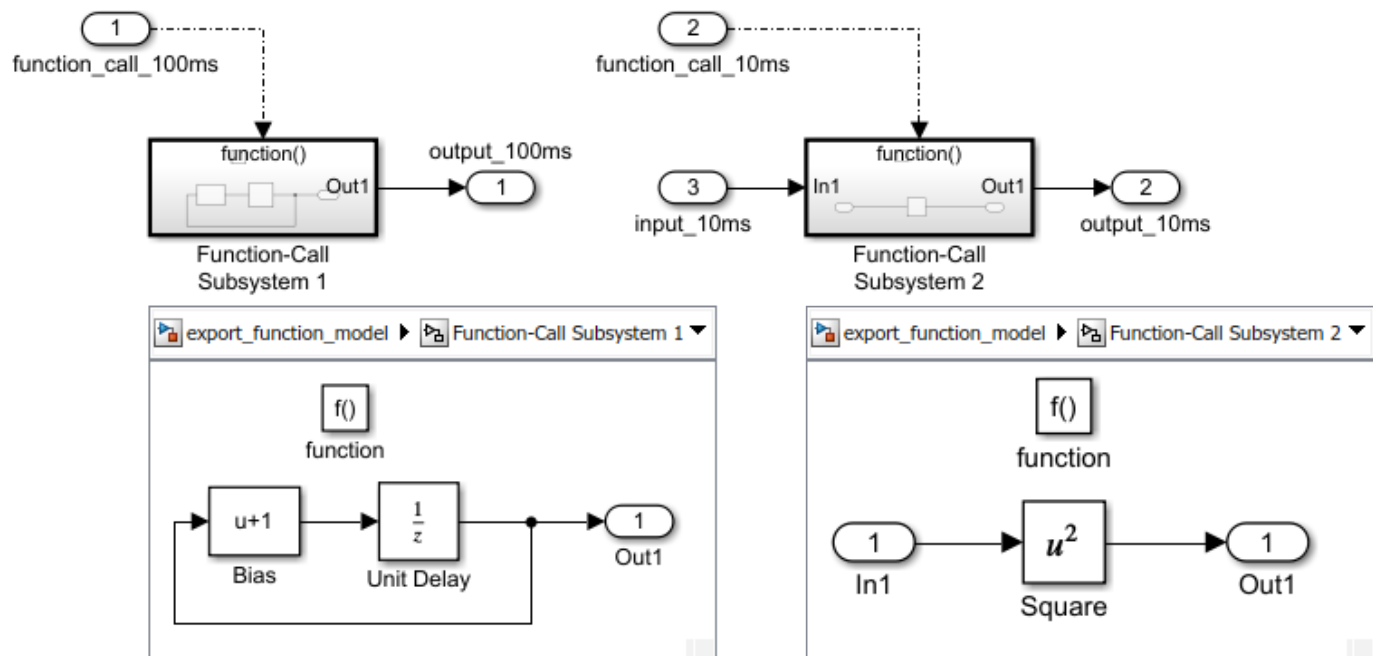 1
function_call_100ms
function()
Out1
Function-Call
Subsystem 1
output_100ms
1
2
function_call_10ms
3
input_10ms
function()
In1
Out1
Function-Call
Subsystem 2
2
output_10ms
export_function_model Function-Call Subsystem 1
f()
function
u+1
Bias
1
z
Unit Delay
1
Out1
export_function_model Function-Call Subsystem 2
f()
function
1
In1
u²
Square
1
Out1